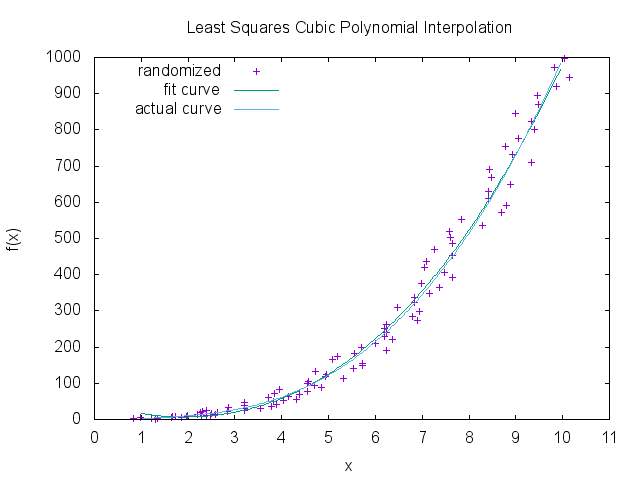 Least Squares Cubic Polynomial Interpolation
1000
900
800
700
600
500
400
300
200
100
0
f(x)
randomized
fit curve
actual curve
0 1 2 3 4 5 6 7 8 9 10 11
x